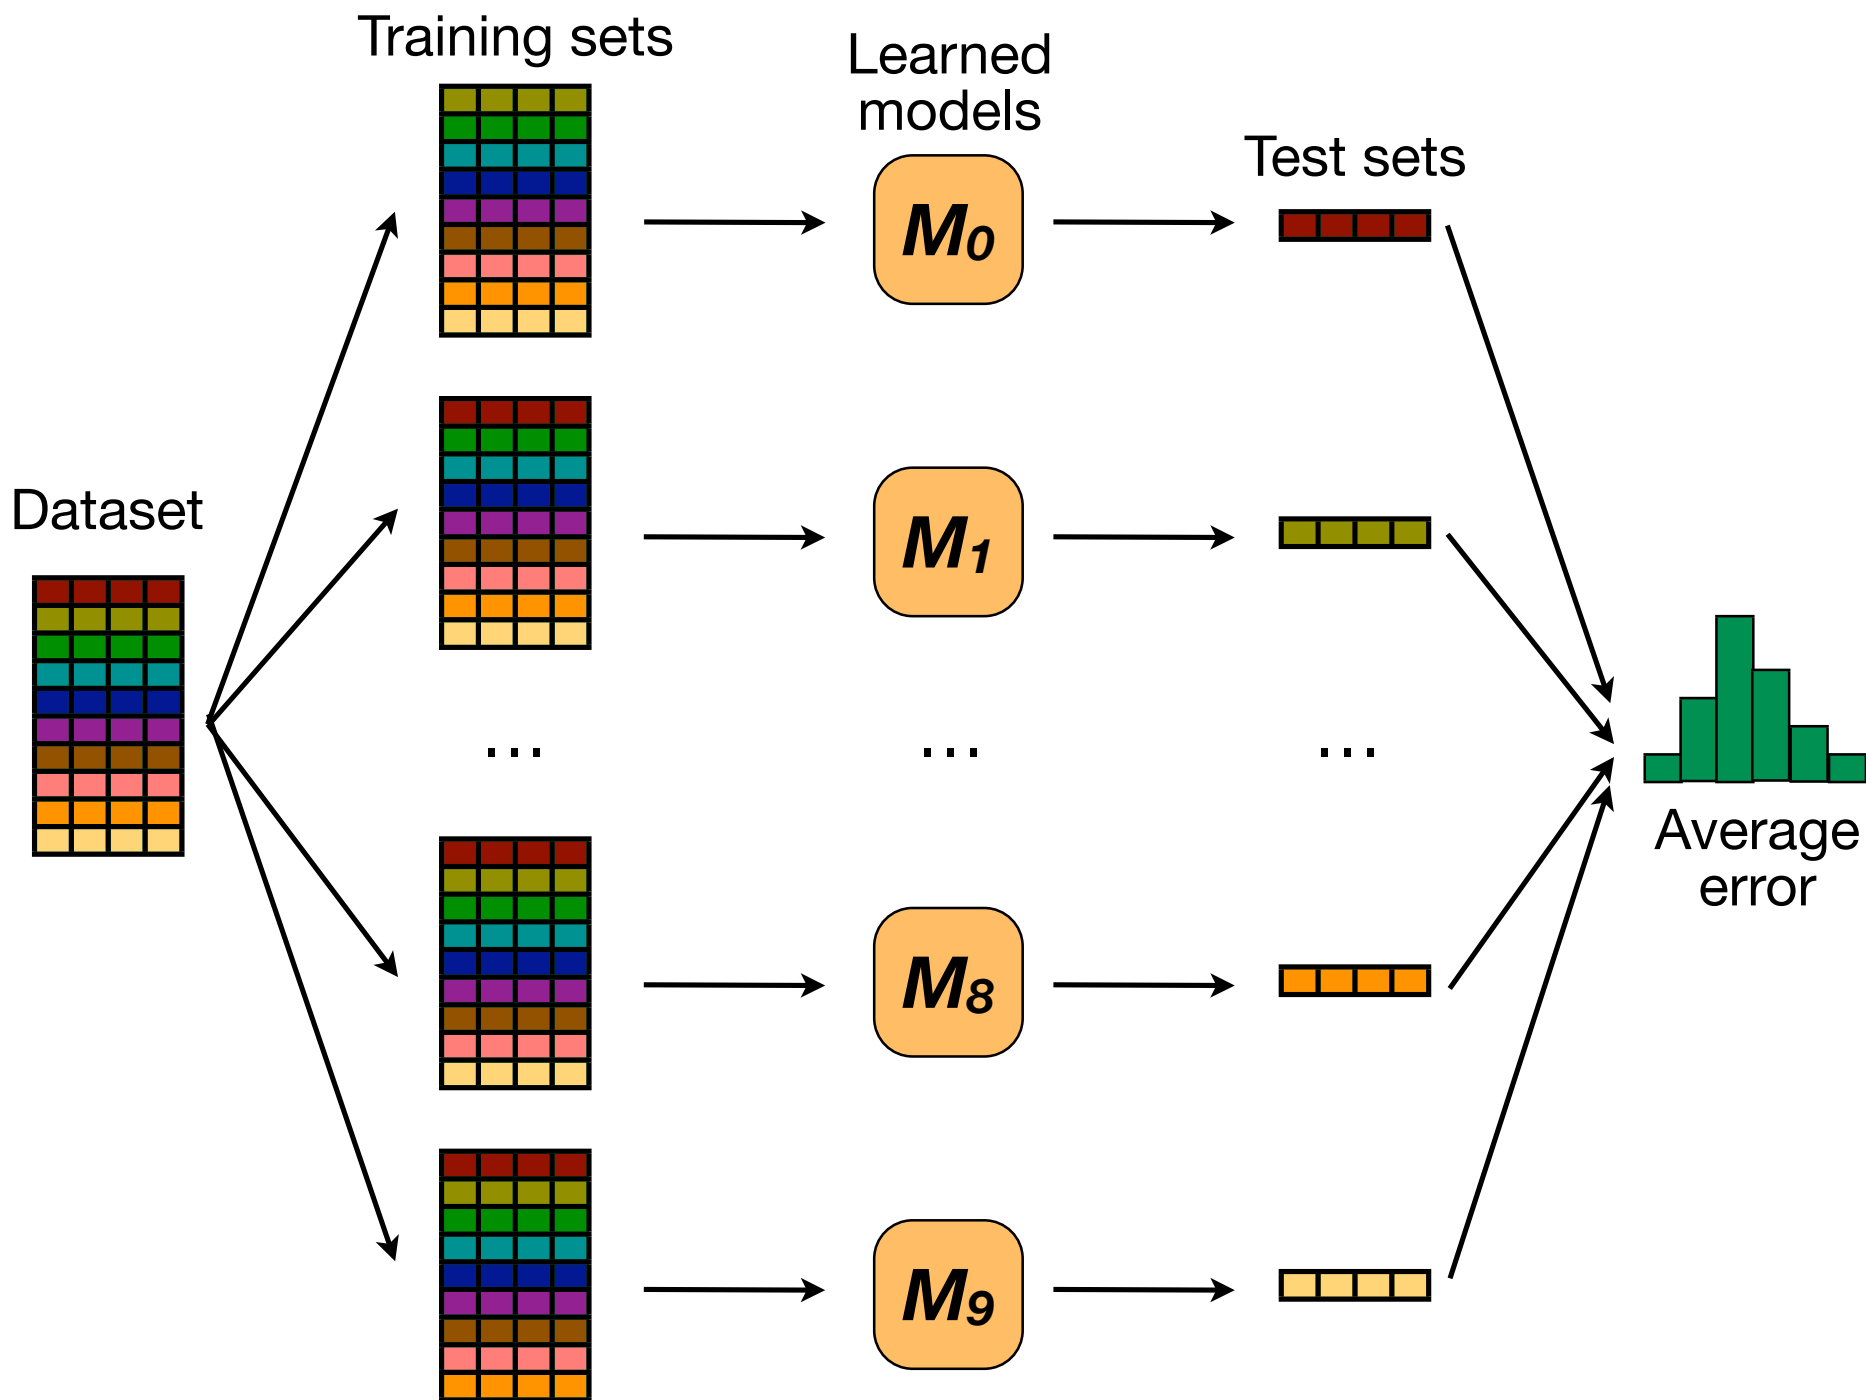 Training sets
Learned
models
Test sets
M0
Dataset
M1
... ... ...
Average
error
M8
M9